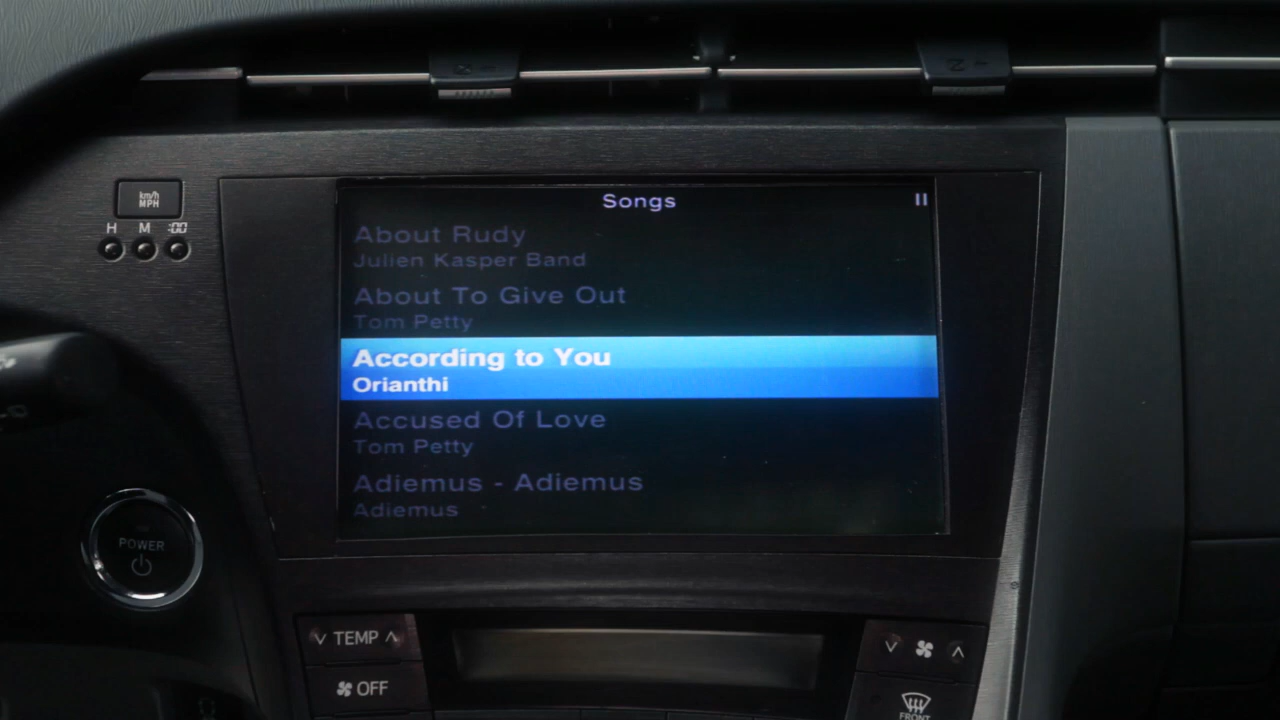 km/h
MPH
H M :00
Songs
About Rudy
Julien Kasper Band
About To Give Out
Tom Petty
According to You
Orianthi
Accused Of Love
Tom Petty
Adiemus - Adiemus
Adiemus
POWER
TEMP
OFF
FRONT